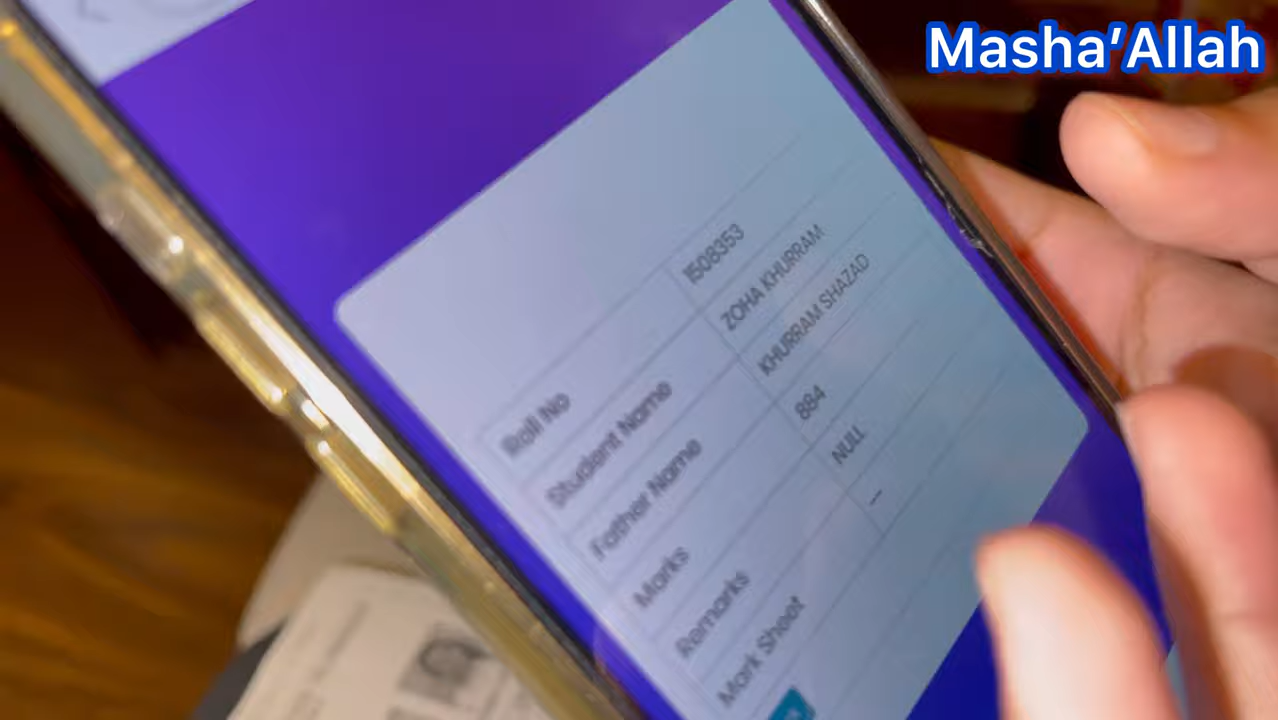 Masha’Allah
Roll No 1508353
Student Name ZOHA KHURRAM
Father Name KHURRAM SHAZAD
Marks 884
Remarks NULL
Mark Sheet ---